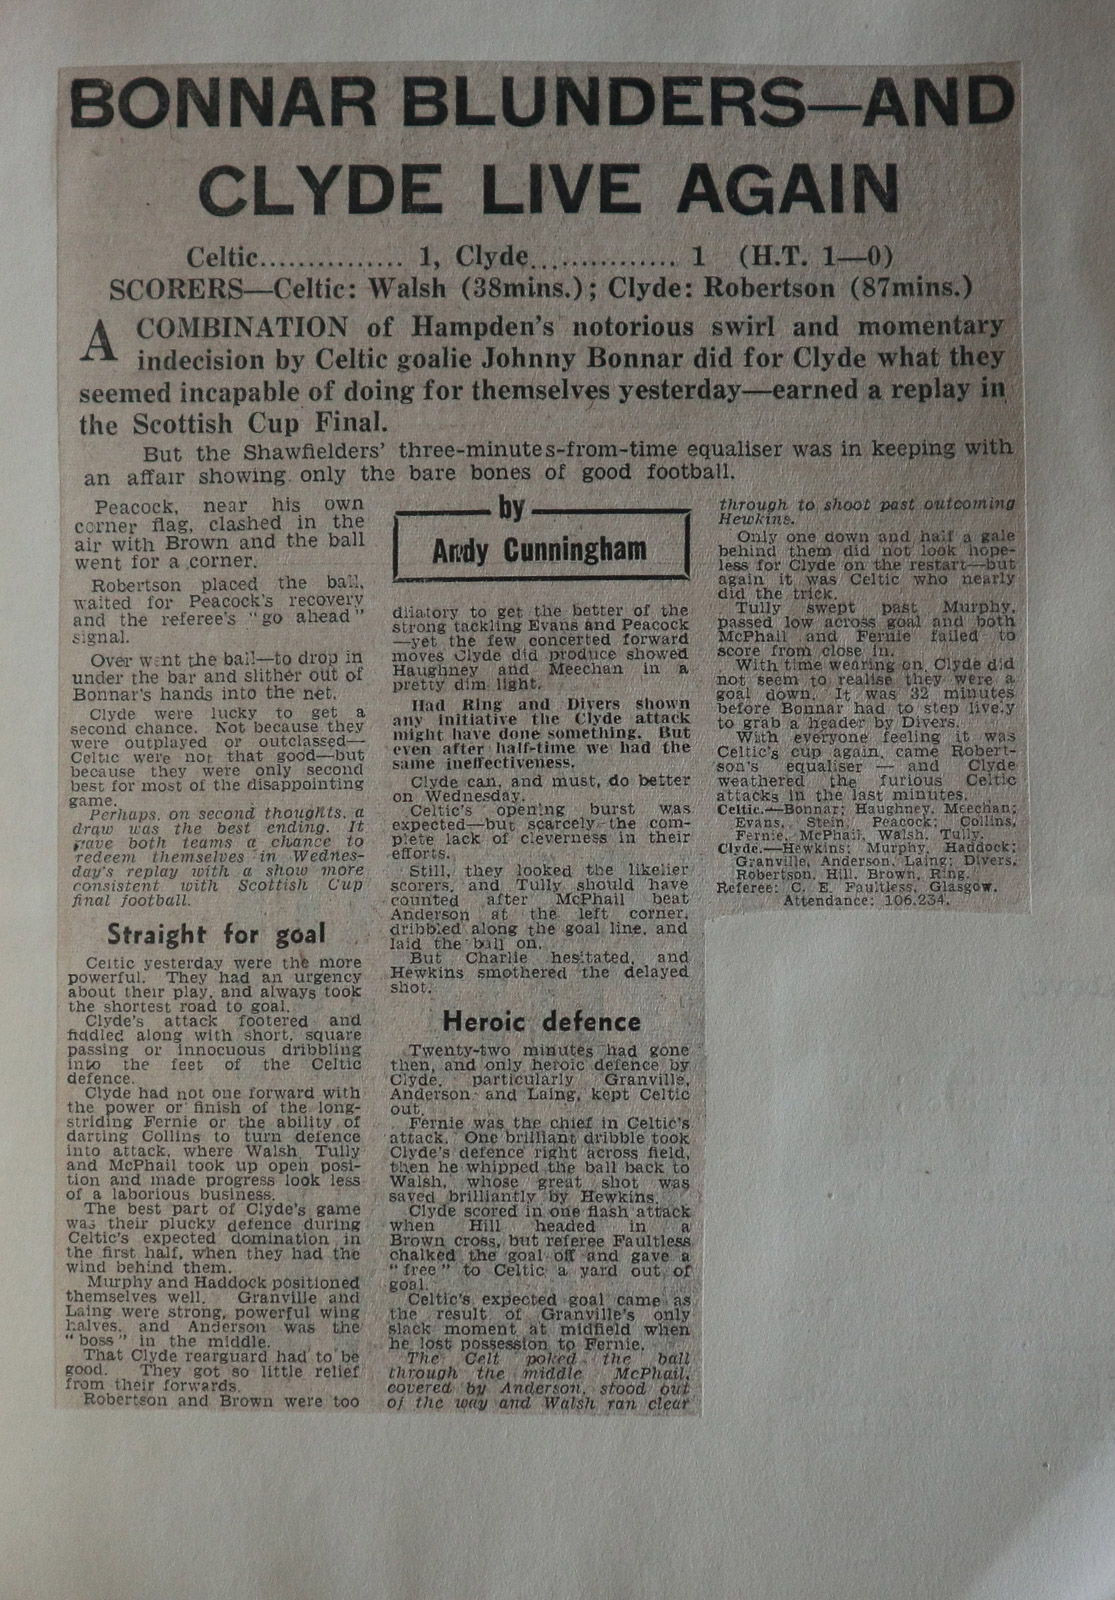 BONNAR BLUNDERS—AND
CLYDE LIVE AGAIN
Celtic............... 1, Clyde............... 1 (H.T. 1—0)
SCORERS—Celtic: Walsh (38mins.); Clyde: Robertson (87mins.)
A COMBINATION of Hampden's notorious swirl and momentary
indecision by Celtic goalie Johnny Bonnar did for Clyde what they
seemed incapable of doing for themselves yesterday—earned a replay in
the Scottish Cup Final.
But the Shawfielders' three-minutes-from-time equaliser was in keeping with
an affair showing only the bare bones of good football.
Peacock, near his own
corner flag, clashed in the
air with Brown and the ball
went for a corner.
Robertson placed the ball,
waited for Peacock's recovery
and the referee's "go ahead"
signal.
Over went the ball—to drop in
under the bar and slither out of
Bonnar's hands into the net.
Clyde were lucky to get a
second chance. Not because they
were outplayed or outclassed—
Celtic were not that good—but
because they were only second
best for most of the disappointing
game.
Perhaps, on second thoughts, a
draw was the best ending. It
gave both teams a chance to
redeem themselves in Wednes-
day's replay with a show more
consistent with Scottish Cup
final football.
Straight for goal
Celtic yesterday were the more
powerful. They had an urgency
about their play, and always took
the shortest road to goal.
Clyde's attack footered and
fiddled along with short, square
passing or innocuous dribbling
into the feet of the Celtic
defence.
Clyde had not one forward with
the power or finish of the long-
striding Fernie or the ability of
darting Collins to turn defence
into attack, where Walsh, Tully
and McPhail took up open posi-
tion and made progress look less
of a laborious business.
The best part of Clyde's game
was their plucky defence during
Celtic's expected domination in
the first half, when they had the
wind behind them.
Murphy and Haddock positioned
themselves well. Granville and
Laing were strong, powerful wing
halves, and Anderson was the
"boss" in the middle.
That Clyde rearguard had to be
good. They got so little relief
from their forwards.
Robertson and Brown were too
by
Andy Cunningham
dilatory to get the better of the
strong tackling Evans and Peacock
—yet the few concerted forward
moves Clyde did produce showed
Haughney and Meechan in a
pretty dim light.
Had Ring and Divers shown
any initiative the Clyde attack
might have done something. But
even after half-time we had the
same ineffectiveness.
Clyde can, and must, do better
on Wednesday.
Celtic's opening burst was
expected—but scarcely the com-
plete lack of cleverness in their
efforts.
Still, they looked the likelier
scorers, and Tully should have
counted after McPhail beat
Anderson at the left corner,
dribbled along the goal line, and
laid the ball on.
But Charlie hesitated, and
Hewkins smothered the delayed
shot.
Heroic defence
Twenty-two minutes had gone
then, and only heroic defence by
Clyde, particularly Granville,
Anderson and Laing, kept Celtic
out.
Fernie was the chief in Celtic's
attack. One brilliant dribble took
Clyde's defence right across field,
then he whipped the ball back to
Walsh, whose great shot was
saved brilliantly by Hewkins.
Clyde scored in one flash attack
when Hill headed in a
Brown cross, but referee Faultless
chalked the goal off and gave a
"free" to Celtic a yard out of
goal.
Celtic's expected goal came as
the result of Granville's only
slack moment at midfield when
he lost possession to Fernie.
The Celt poked the ball
through the middle McPhail,
covered by Anderson, stood out
of the way and Walsh ran clear
through to shoot past outcoming
Hewkins.
Only one down and half a gale
behind them did not look hope-
less for Clyde on the restart—but
again it was Celtic who nearly
did the trick.
Tully swept past Murphy,
passed low across goal and both
McPhail and Fernie failed to
score from close in.
With time wearing on, Clyde did
not seem to realise they were a
goal down. It was 32 minutes
before Bonnar had to step lively
to grab a header by Divers.
With everyone feeling it was
Celtic's cup again, came Robert-
son's equaliser — and Clyde
weathered the furious Celtic
attacks in the last minutes.
Celtic.—Bonnar; Haughney, Meechan;
Evans, Stein, Peacock; Collins,
Fernie, McPhail, Walsh, Tully.
Clyde.—Hewkins; Murphy, Haddock;
Granville, Anderson, Laing; Divers,
Robertson, Hill, Brown, Ring.
Referee: C. E. Faultless, Glasgow.
Attendance: 106,234.